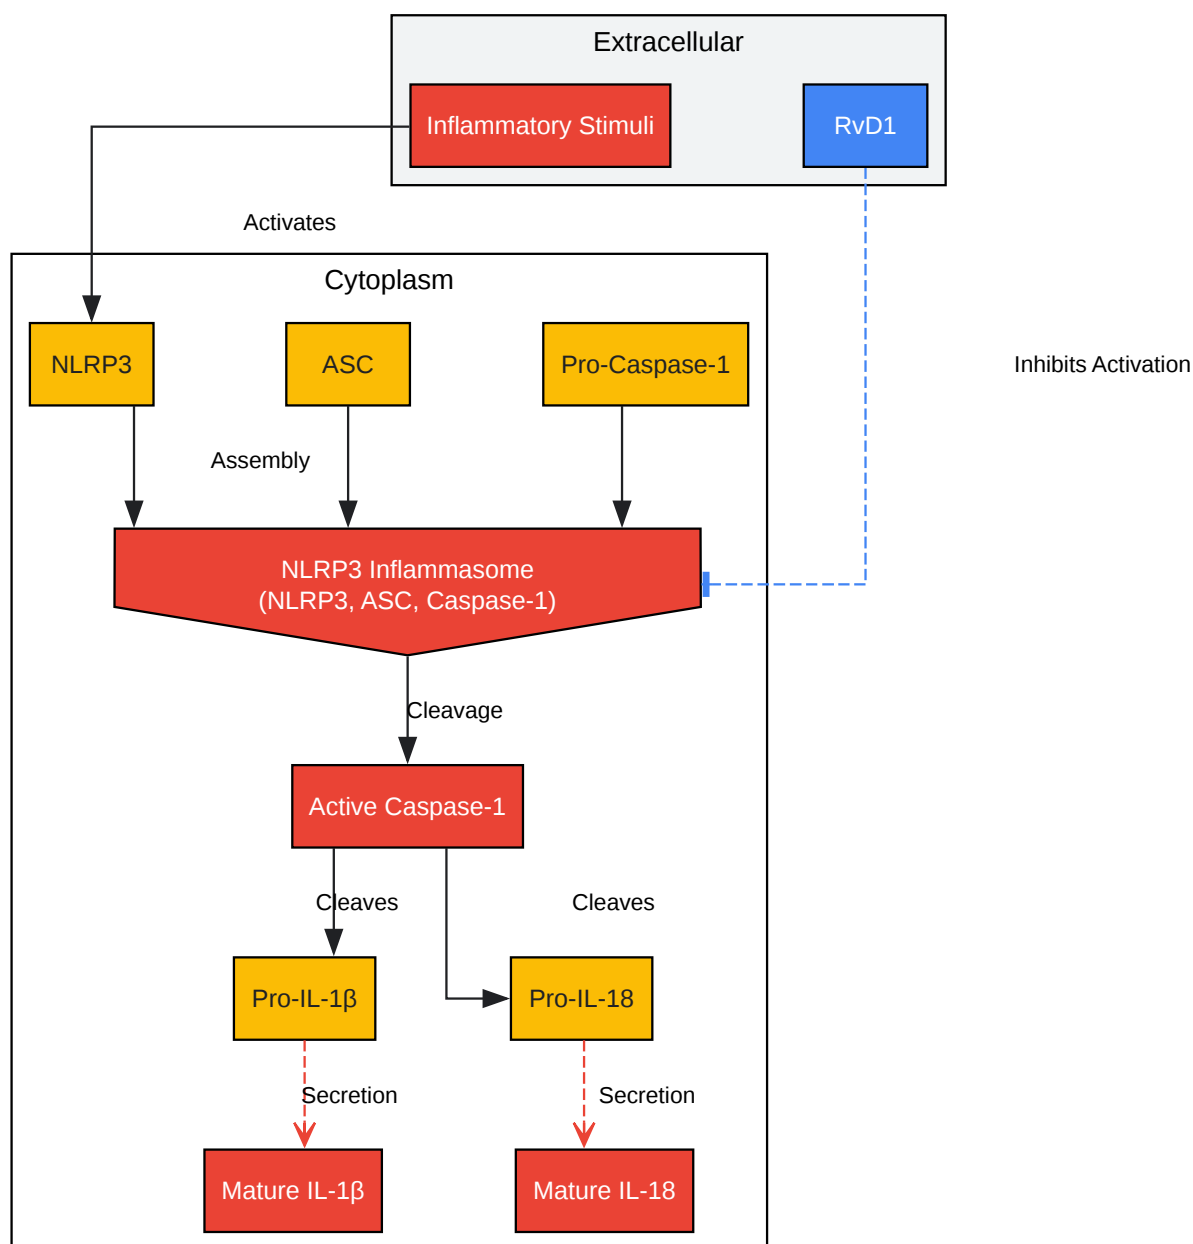 Extracellular
Inflammatory Stimuli
RvD1
Activates
Cytoplasm
NLRP3
ASC
Pro-Caspase-1
Inhibits Activation
Assembly
NLRP3 Inflammasome
(NLRP3, ASC, Caspase-1)
Cleavage
Active Caspase-1
Cleaves
Cleaves
Pro-IL-1β
Pro-IL-18
Secretion
Secretion
Mature IL-1β
Mature IL-18